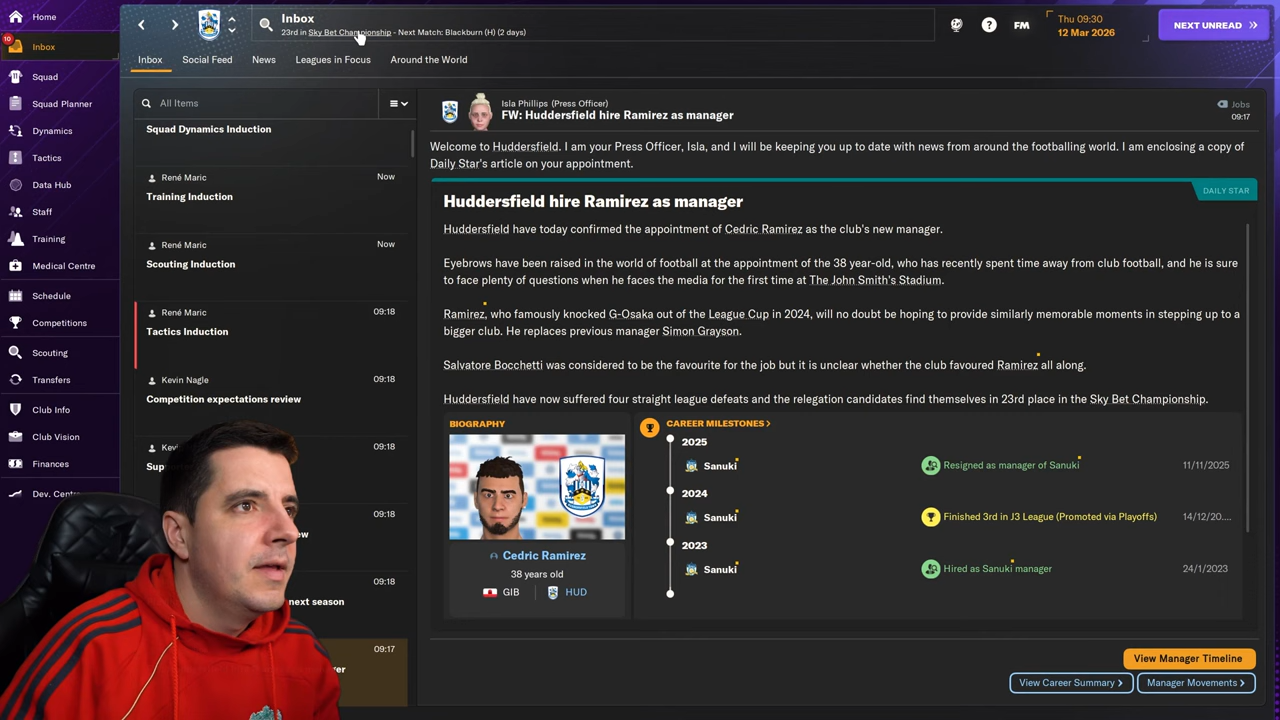 Home
Inbox
10
Squad
Squad Planner
Dynamics
Tactics
Data Hub
Staff
Training
Medical Centre
Schedule
Competitions
Scouting
Transfers
Club Info
Club Vision
Finances
Dev. Cent
Inbox
23rd in Sky Bet Championship - Next Match: Blackburn (H) (2 days)
FM
Thu 09:30
12 Mar 2026
NEXT UNREAD
Inbox
Social Feed
News
Leagues in Focus
Around the World
All Items
Squad Dynamics Induction
René Maric
Now
Training Induction
René Maric
Now
Scouting Induction
René Maric
09:18
Tactics Induction
Kevin Nagle
09:18
Competition expectations review
09:18
09:18
09:18
next season
09:17
Isla Phillips (Press Officer)
FW: Huddersfield hire Ramirez as manager
Jobs
09:17
Welcome to Huddersfield. I am your Press Officer, Isla, and I will be keeping you up to date with news from around the footballing world. I am enclosing a copy of
Daily Star's article on your appointment.
DAILY STAR
Huddersfield hire Ramirez as manager
Huddersfield have today confirmed the appointment of Cedric Ramirez as the club's new manager.
Eyebrows have been raised in the world of football at the appointment of the 38 year-old, who has recently spent time away from club football, and he is sure
to face plenty of questions when he faces the media for the first time at The John Smith's Stadium.
Ramirez, who famously knocked G-Osaka out of the League Cup in 2024, will no doubt be hoping to provide similarly memorable moments in stepping up to a
bigger club. He replaces previous manager Simon Grayson.
Salvatore Bocchetti was considered to be the favourite for the job but it is unclear whether the club favoured Ramirez all along.
Huddersfield have now suffered four straight league defeats and the relegation candidates find themselves in 23rd place in the Sky Bet Championship.
BIOGRAPHY
Cedric Ramirez
38 years old
GIB
HUD
CAREER MILESTONES
2025
Sanuki
Resigned as manager of Sanuki
11/11/2025
2024
Sanuki
Finished 3rd in J3 League (Promoted via Playoffs)
14/12/20....
2023
Sanuki
Hired as Sanuki manager
24/1/2023
View Manager Timeline
View Career Summary
Manager Movements